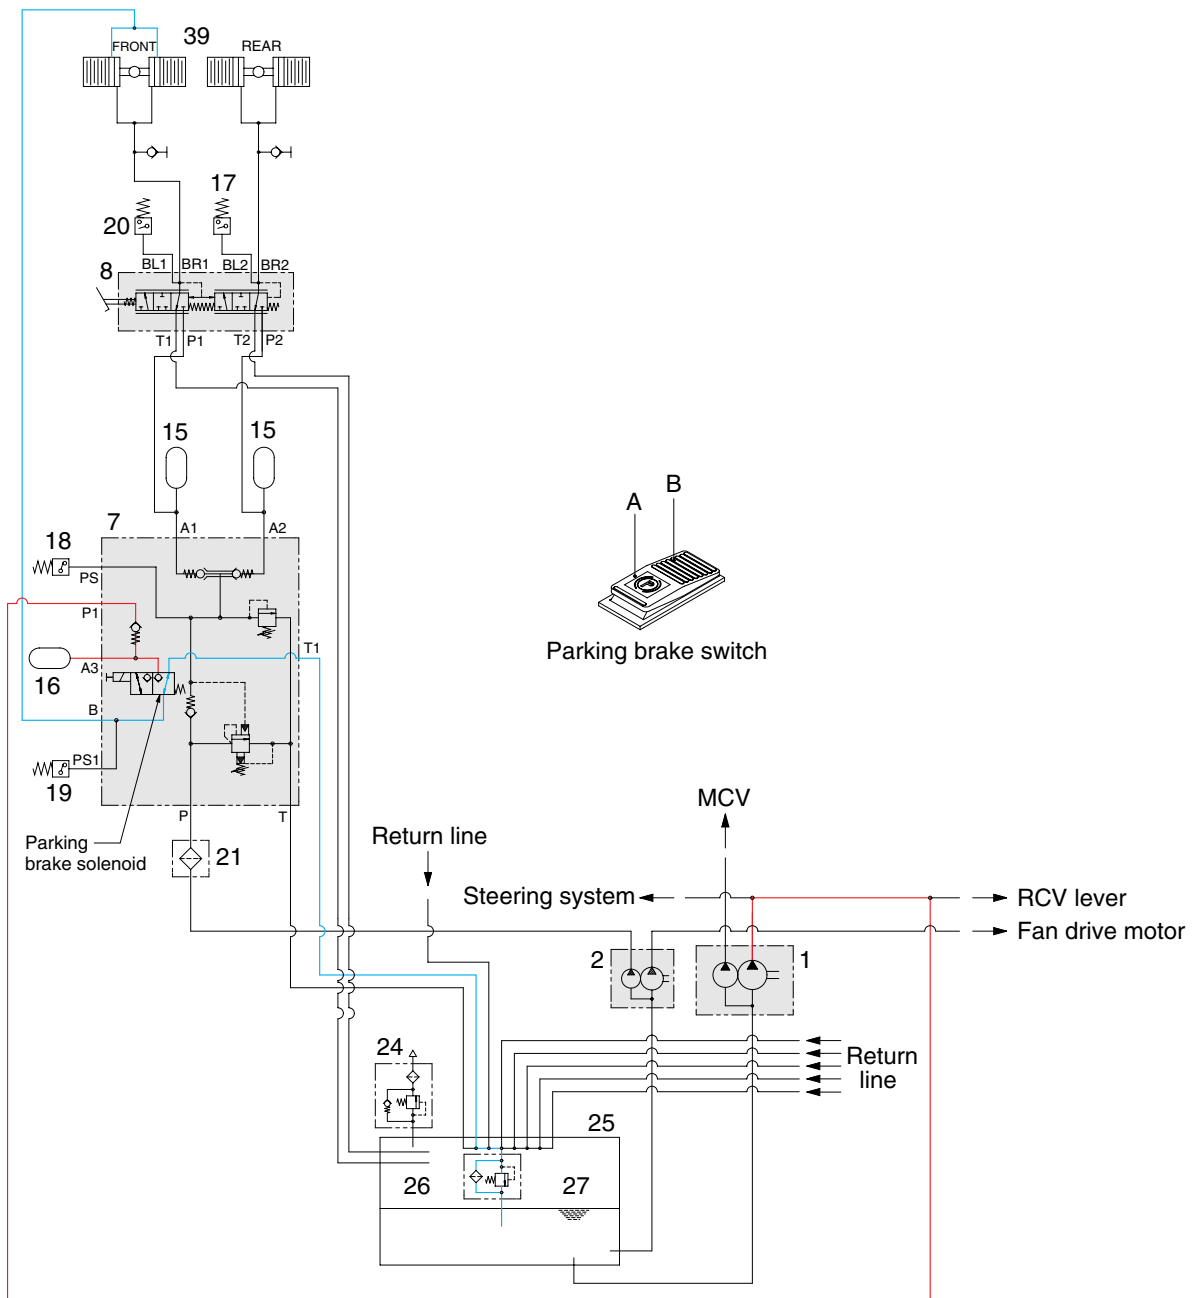 39
FRONT
REAR
17
20
BL1
BR1
BL2
BR2
8
T1
P1
T2
P2
15
15
A
B
7
A1
A2
18
PS
P1
T1
Parking brake switch
A3
16
B
PS1
19
P
T
MCV
Parking
brake solenoid
21
Return line
Steering system
RCV lever
Fan drive motor
2
1
24
Return
line
25
26
27